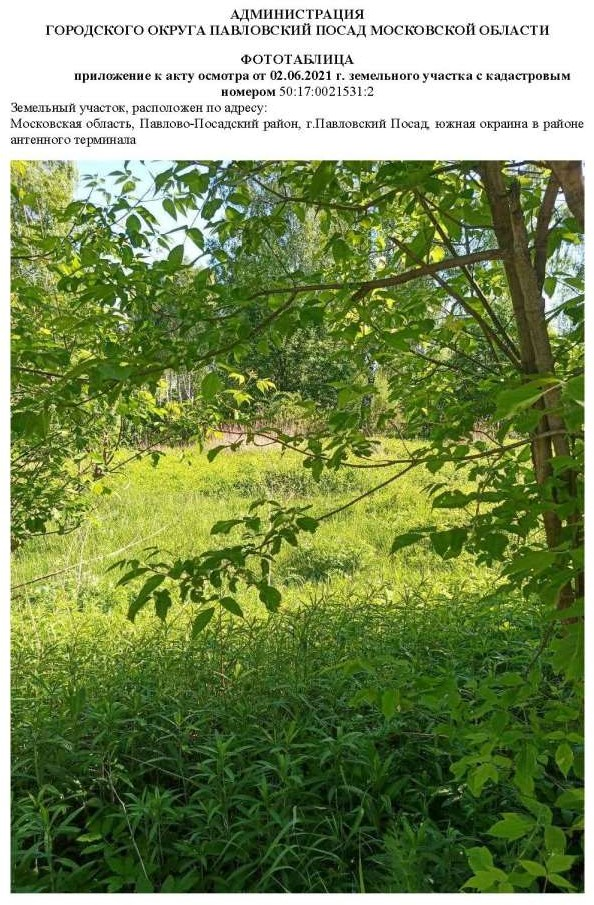 АДМИНИСТРАЦИЯ
ГОРОДСКОГО ОКРУГА ПАВЛОВСКИЙ ПОСАД МОСКОВСКОЙ ОБЛАСТИ
ФОТОТАБЛИЦА
приложение к акту осмотра от 02.06.2021 г. земельного участка с кадастровым
номером 50:17:0021531:2
Земельный участок, расположен по адресу:
Московская область, Павлово-Посадский район, г.Павловский Посад, южная окраина в районе
антенного терминала